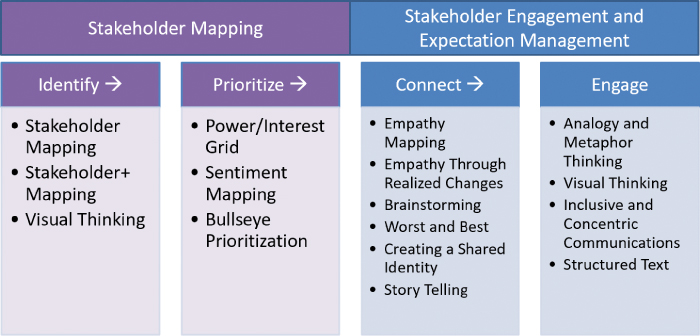 Stakeholder Mapping
Stakeholder Engagement and
Expectation Management
Identify →
• Stakeholder
Mapping
• Stakeholder+
Mapping
• Visual Thinking
Prioritize →
• Power/Interest
Grid
• Sentiment
Mapping
• Bullseye
Prioritization
Connect →
• Empathy
Mapping
• Empathy Through
Realized Changes
• Brainstorming
• Worst and Best
• Creating a Shared
Identity
• Story Telling
Engage
• Analogy and
Metaphor
Thinking
• Visual Thinking
• Inclusive and
Concentric
Communications
• Structured Text